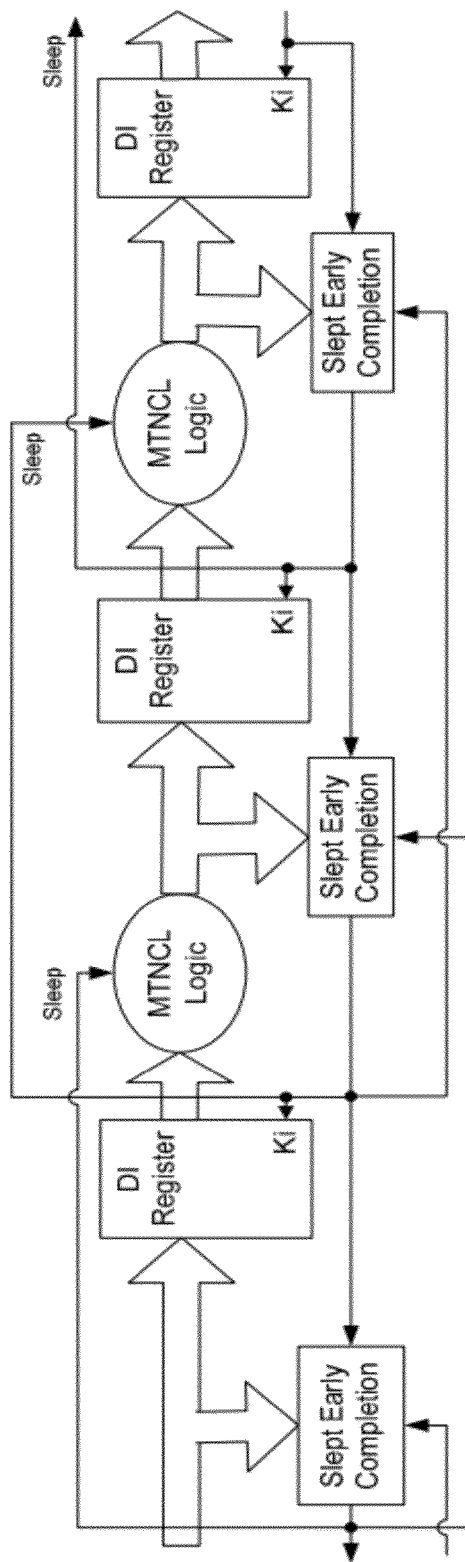 Sleep
Sleep
Sleep
DI
Register
Ki
MTNCL
Logic
DI
Register
Ki
MTNCL
Logic
DI
Register
Ki
Slept Early
Completion
Slept Early
Completion
Slept Early
Completion